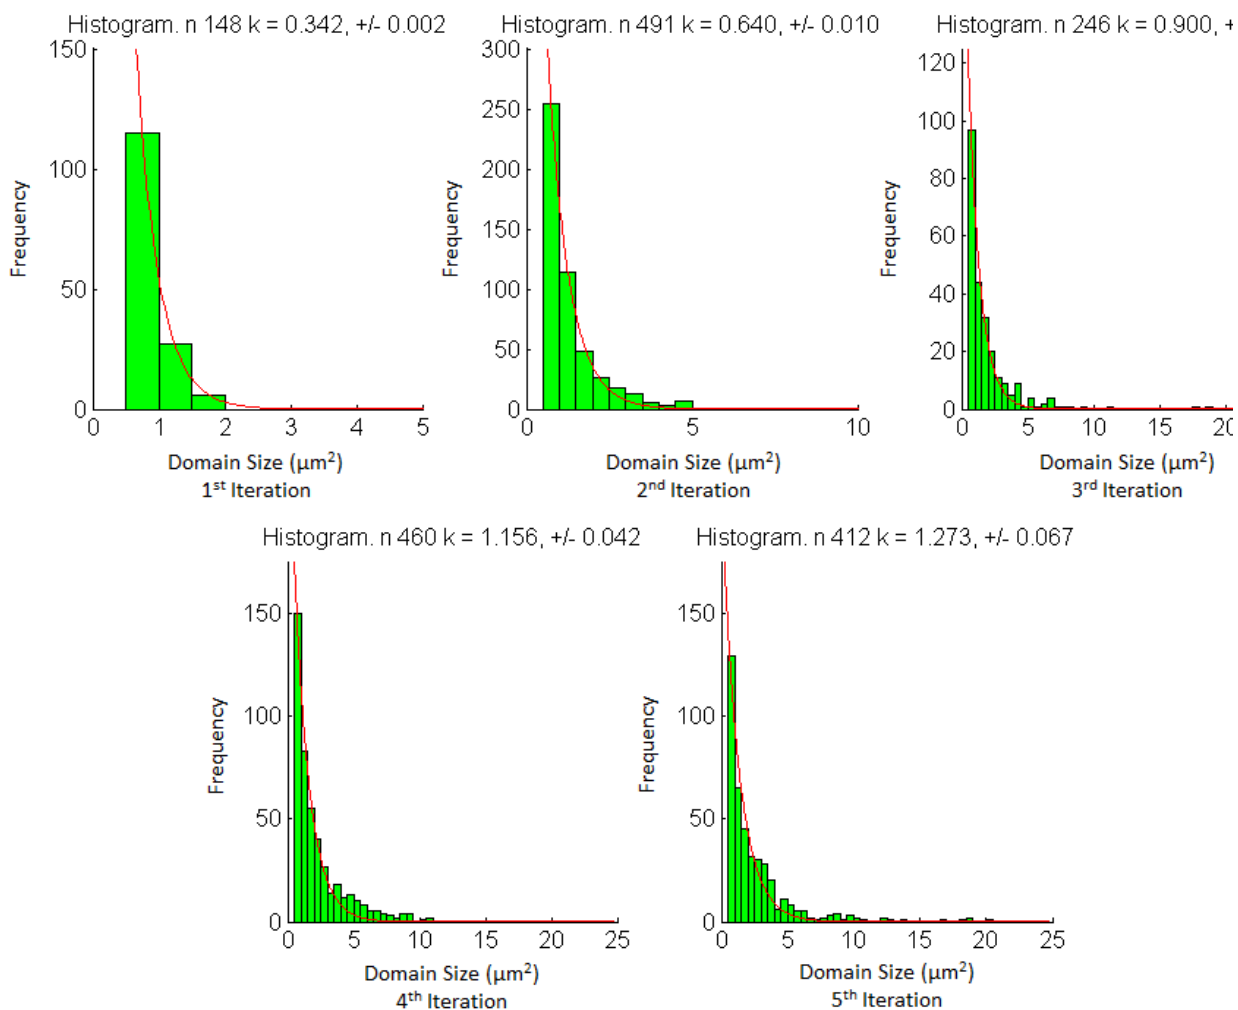 Histogram. n 148 k = 0.342, +/- 0.002
150
100
50
0
Frequency
0 1 2 3 4 5
Domain Size (µm²)
1st Iteration
Histogram. n 491 k = 0.640, +/- 0.010
300
250
200
150
100
50
0
Frequency
0 5 10
Domain Size (µm²)
2nd Iteration
Histogram. n 246 k = 0.900, +
120
100
80
60
40
20
0
Frequency
0 5 10 15 20
Domain Size (µm²)
3rd Iteration
Histogram. n 460 k = 1.156, +/- 0.042
150
100
50
0
Frequency
0 5 10 15 20 25
Domain Size (µm²)
4th Iteration
Histogram. n 412 k = 1.273, +/- 0.067
150
100
50
0
Frequency
0 5 10 15 20 25
Domain Size (µm²)
5th Iteration